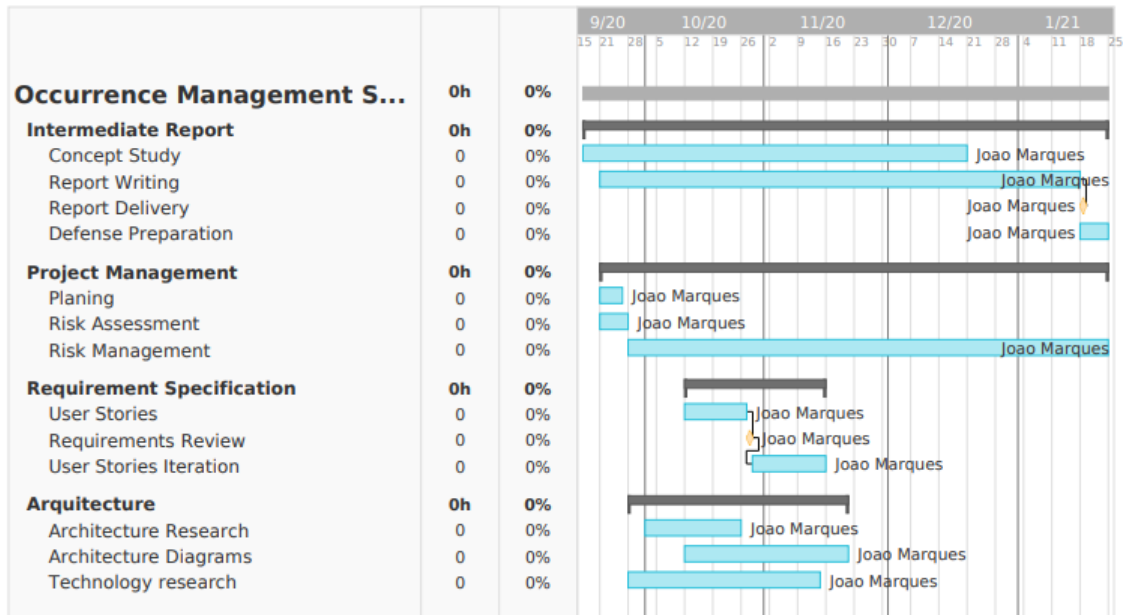 9/20 10/20 11/20 12/20 1/21
15 21 28 5 12 19 26 2 9 16 23 30 7 14 21 28 4 11 18 25
Occurrence Management S... 0h 0%
Intermediate Report 0h 0%
Concept Study 0 0% Joao Marques
Report Writing 0 0% Joao Marques
Report Delivery 0 0% Joao Marques
Defense Preparation 0 0% Joao Marques
Project Management 0h 0%
Planing 0 0% Joao Marques
Risk Assessment 0 0% Joao Marques
Risk Management 0 0% Joao Marques
Requirement Specification 0h 0%
User Stories 0 0% Joao Marques
Requirements Review 0 0% Joao Marques
User Stories Iteration 0 0% Joao Marques
Arquitecture 0h 0%
Architecture Research 0 0% Joao Marques
Architecture Diagrams 0 0% Joao Marques
Technology research 0 0% Joao Marques